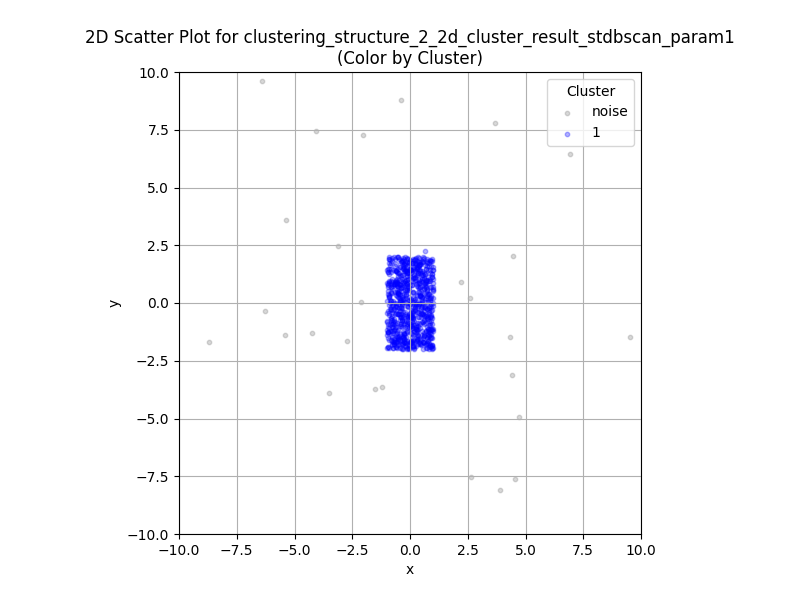 2D Scatter Plot for clustering_structure_2_2d_cluster_result_stdbscan_param1
(Color by Cluster)
10.0
7.5
5.0
2.5
0.0
−2.5
−5.0
−7.5
−10.0
y
Cluster
noise
1
−10.0 −7.5 −5.0 −2.5 0.0 2.5 5.0 7.5 10.0
x